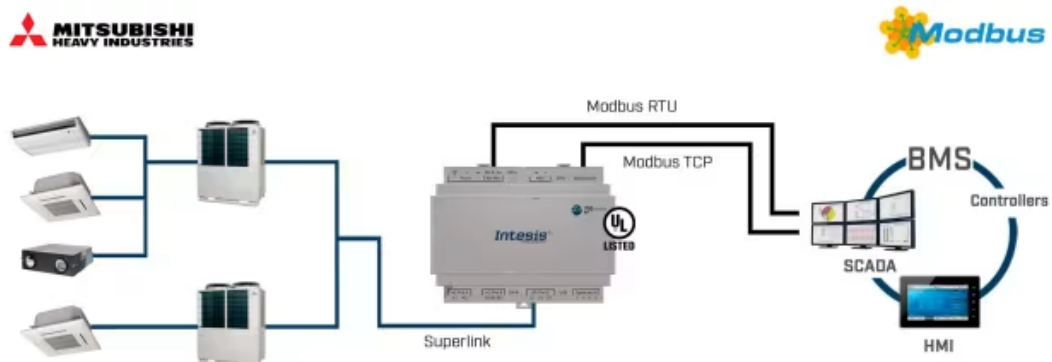 MITSUBISHI
HEAVY INDUSTRIES
Modbus
Modbus RTU
Modbus TCP
BMS
Controllers
Intesis
UL
LISTED
SCADA
Superlink
HMI